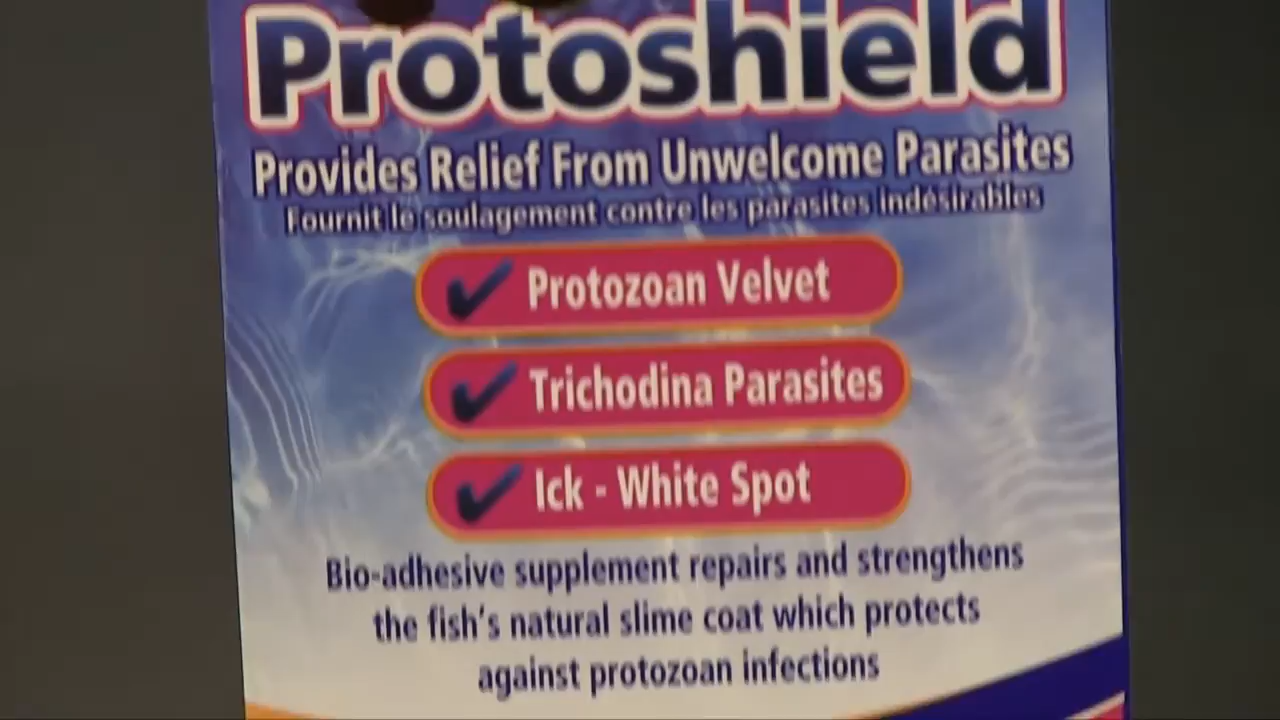 Protoshield
Provides Relief From Unwelcome Parasites
Fournit le soulagement contre les parasites indésirables
Protozoan Velvet
Trichodina Parasites
Ick - White Spot
Bio-adhesive supplement repairs and strengthens
the fish's natural slime coat which protects
against protozoan infections